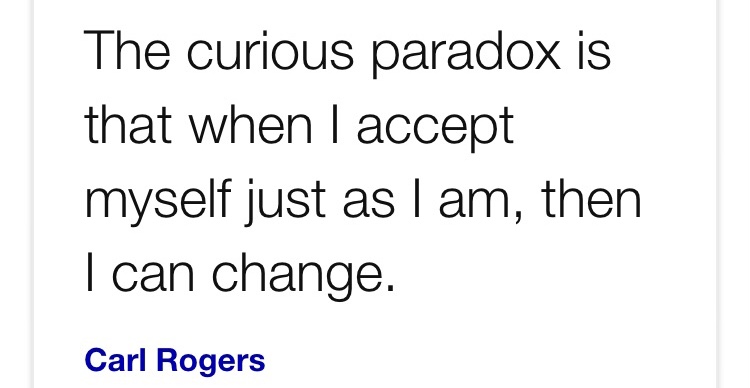 The curious paradox is
that when I accept
myself just as I am, then
I can change.
Carl Rogers